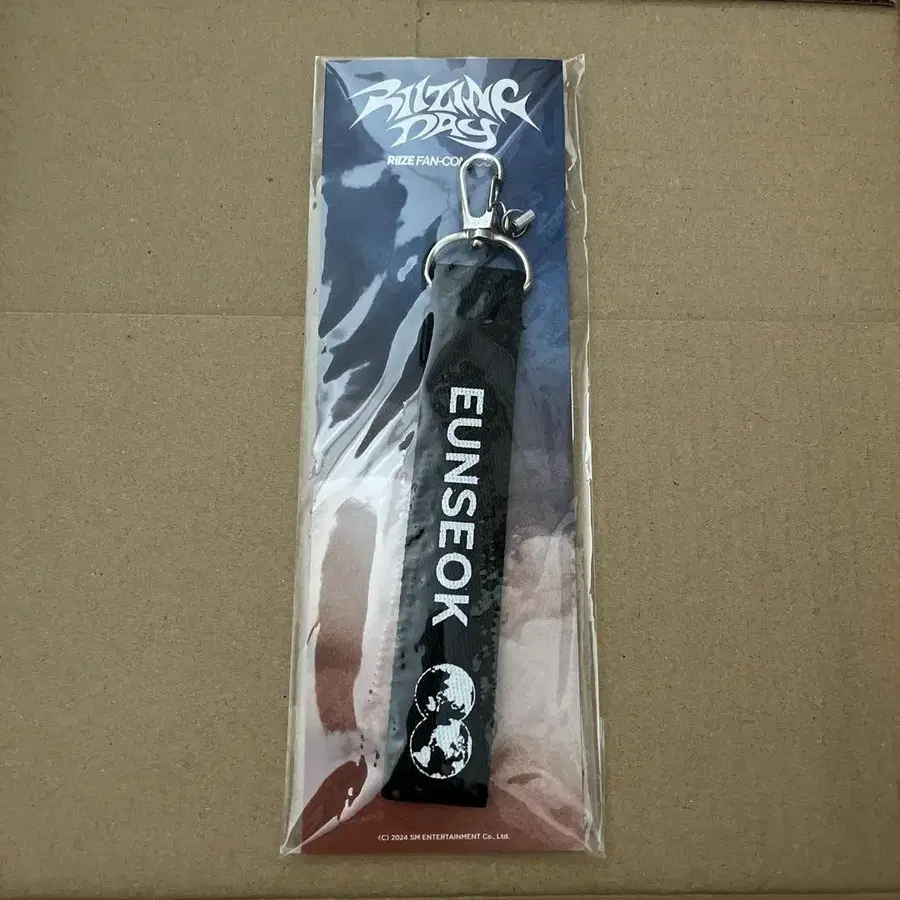 RIIZING
DAY
RIIZE FAN-CON
EUNSEOK
(C) 2024 SM ENTERTAINMENT Co., Ltd.